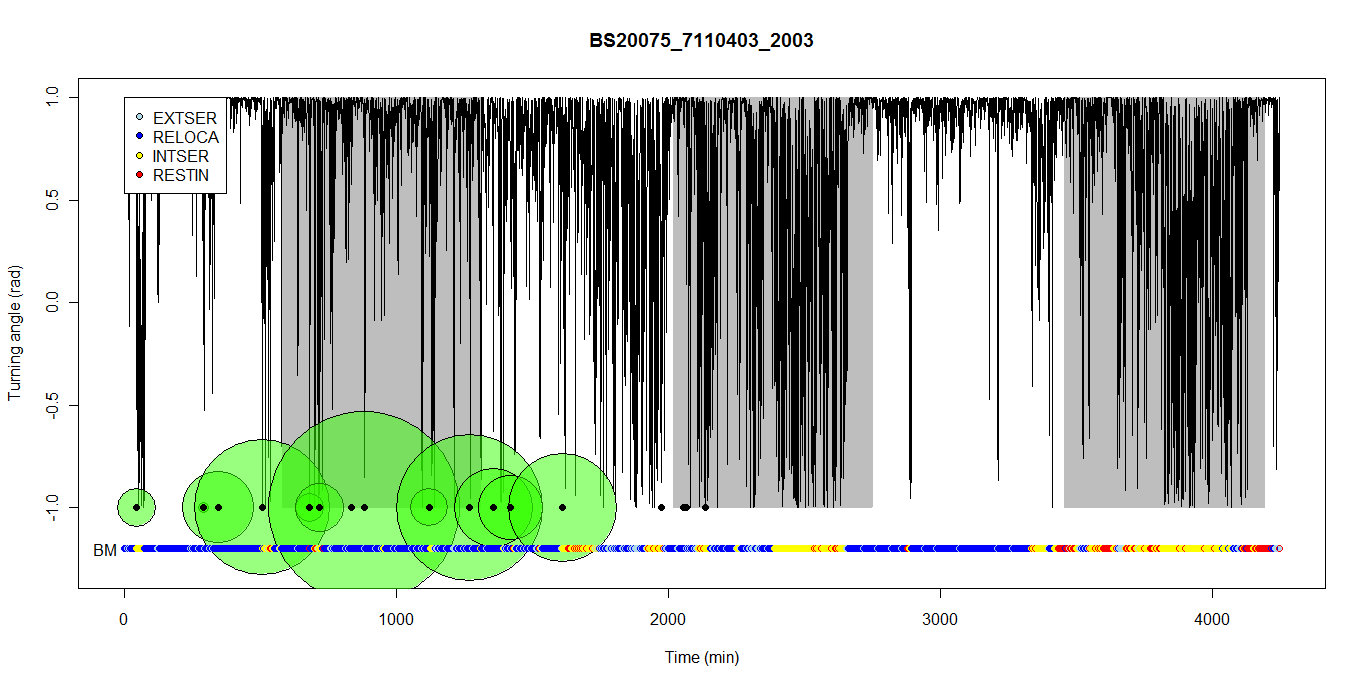 BS20075_7110403_2003
1.0
EXTSER
RELOCA
INTSER
RESTIN
0.5
0.0
-0.5
-1.0
Turning angle (rad)
BM
0 1000 2000 3000 4000
Time (min)